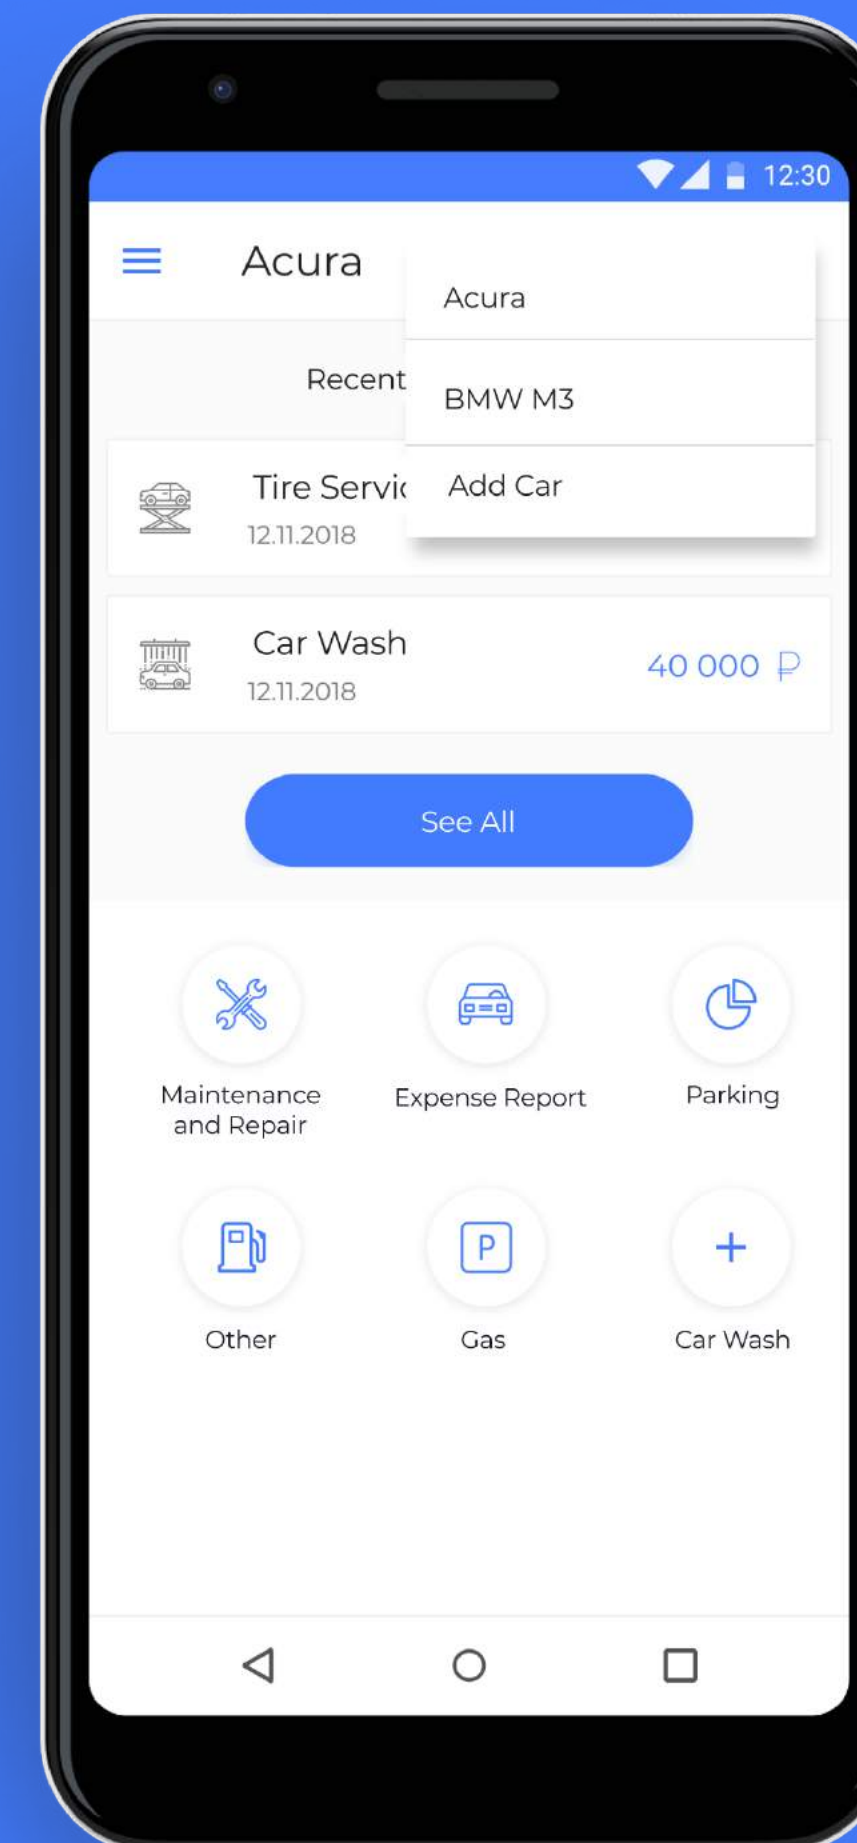 12:30
Acura
Acura
Recent
BMW M3
Tire Servic
Add Car
12.11.2018
Car Wash
40 000 ₽
12.11.2018
See All
Maintenance
and Repair
Expense Report
Parking
P
Other
Gas
Car Wash